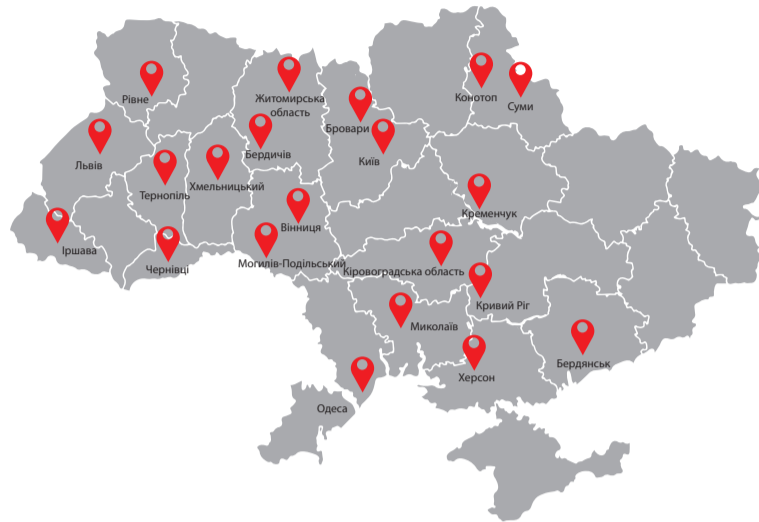 Рівне
Житомирська
область
Конотоп
Суми
Бровари
Львів
Бердичів
Київ
Тернопіль
Хмельницький
Кременчук
Вінниця
Іршава
Чернівці
Могилів-Подільський
Кіровоградська область
Кривий Ріг
Миколаїв
Бердянськ
Херсон
Одеса